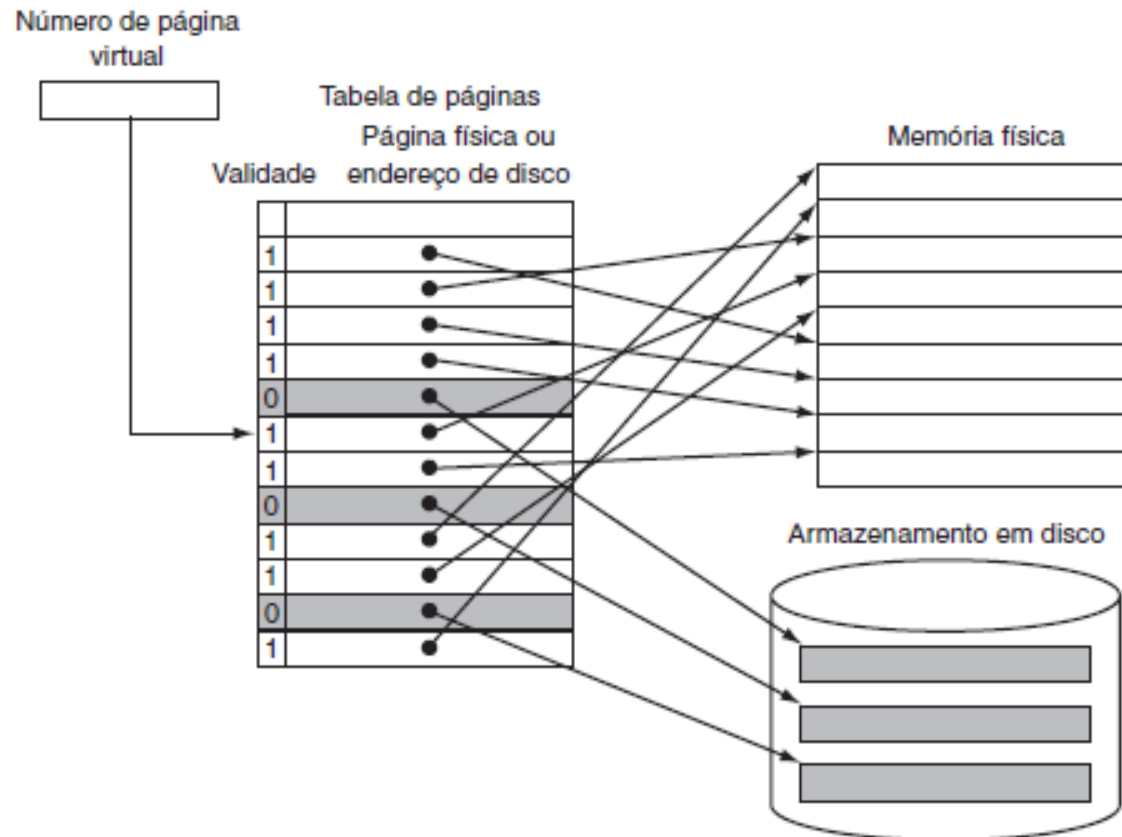 Número de página
virtual
Tabela de páginas
Validade
Página física ou
endereço de disco
Memória física
1
1
1
1
0
1
1
0
1
1
0
1
Armazenamento em disco